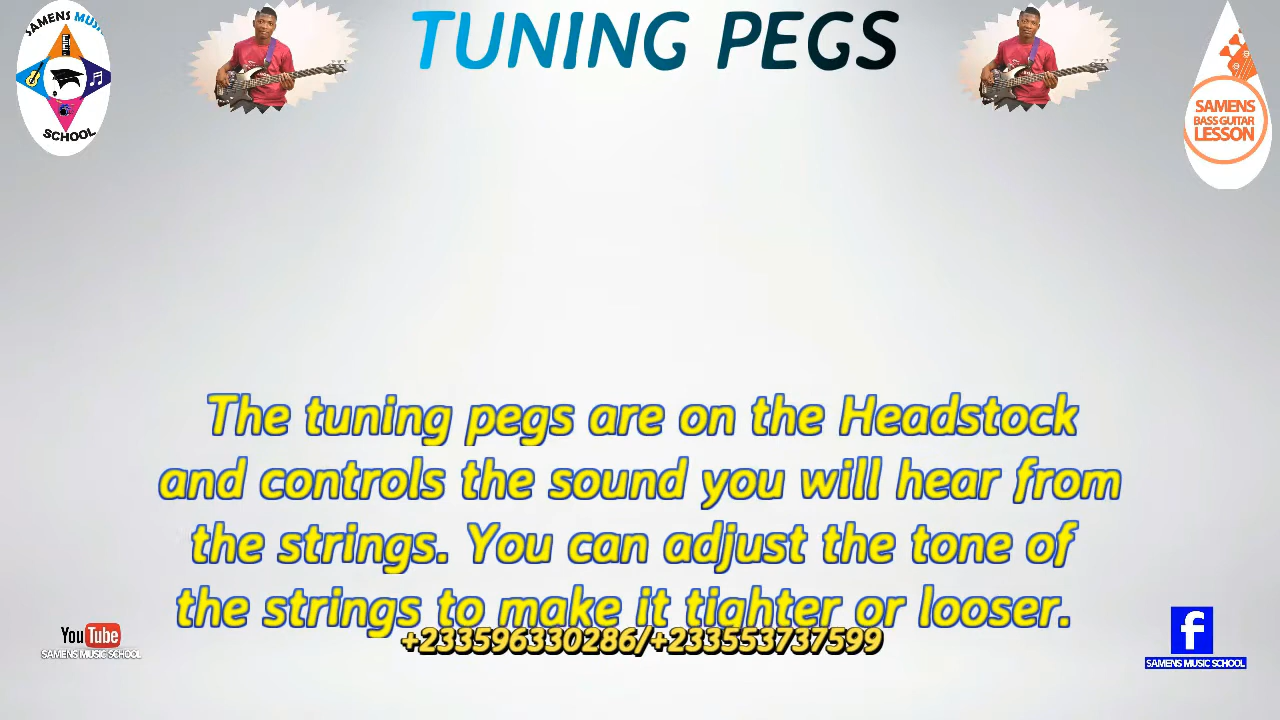 SAMENS MUS
SCHOOL
TUNING PEGS
SAMENS
BASS GUITAR
LESSON
The tuning pegs are on the Headstock
and controls the sound you will hear from
the strings. You can adjust the tone of
the strings to make it tighter or looser.
+233596330286/+233553737599
YouTube
SAMENS MUSIC SCHOOL
f
SAMENS MUSIC SCHOOL